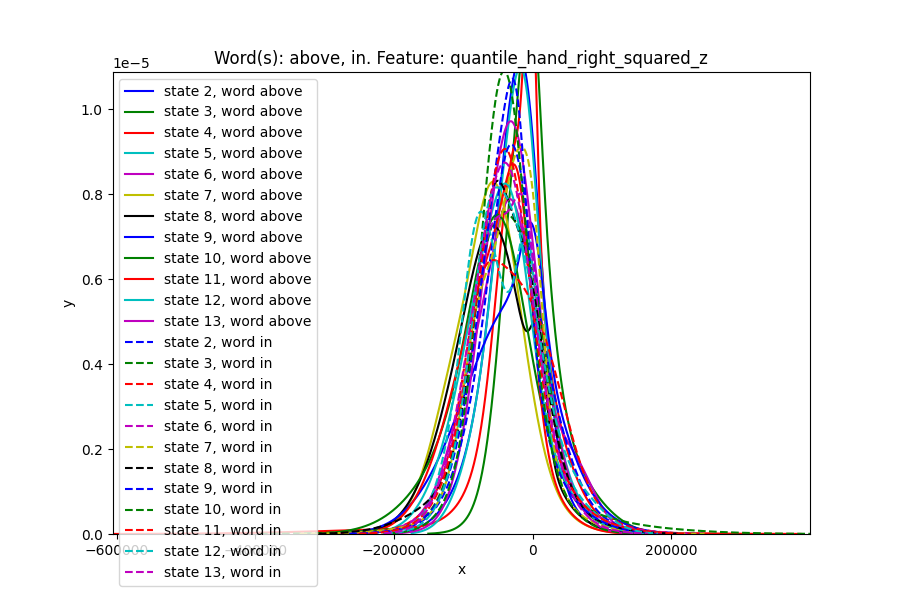 Word(s): above, in. Feature: quantile_hand_right_squared_z
1e−5
1.0
0.8
0.6
0.4
0.2
0.0
y
state 2, word above
state 3, word above
state 4, word above
state 5, word above
state 6, word above
state 7, word above
state 8, word above
state 9, word above
state 10, word above
state 11, word above
state 12, word above
state 13, word above
state 2, word in
state 3, word in
state 4, word in
state 5, word in
state 6, word in
state 7, word in
state 8, word in
state 9, word in
state 10, word in
state 11, word in
state 12, word in
state 13, word in
−600000 −400000 −200000 0 200000
x